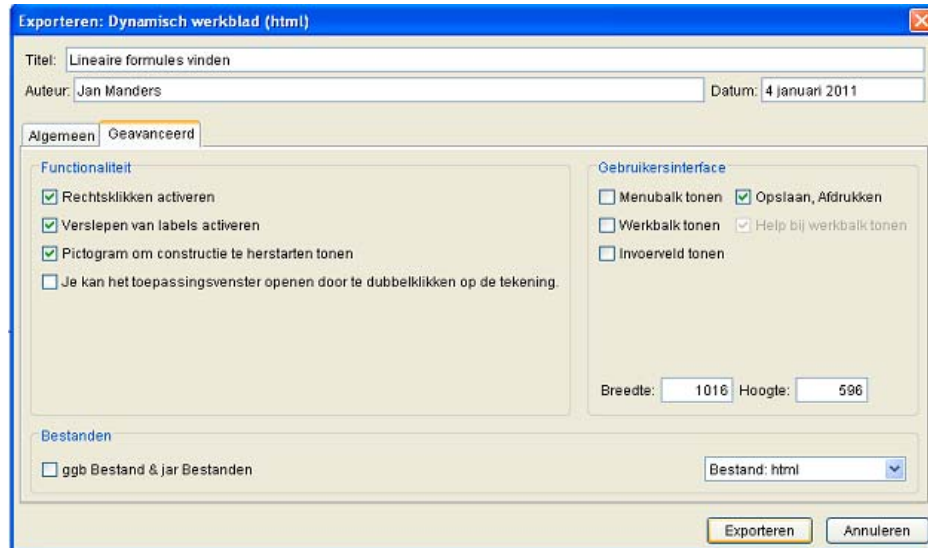 Exporteren: Dynamisch werkblad (html)
Titel: Lineaire formules vinden
Auteur: Jan Manders Datum: 4 januari 2011
Algemeen Geavanceerd
Functionaliteit
Rechtsklikken activeren
Verslepen van labels activeren
Pictogram om constructie te herstarten tonen
Je kan het toepassingsvenster openen door te dubbelklikken op de tekening.
Gebruikersinterface
Menubalk tonen Opslaan, Afdrukken
Werkbalk tonen Help bij werkbalk tonen
Invoerveld tonen
Breedte: 1016 Hoogte: 596
Bestanden
ggb Bestand & jar Bestanden Bestand: html
Exporteren Annuleren